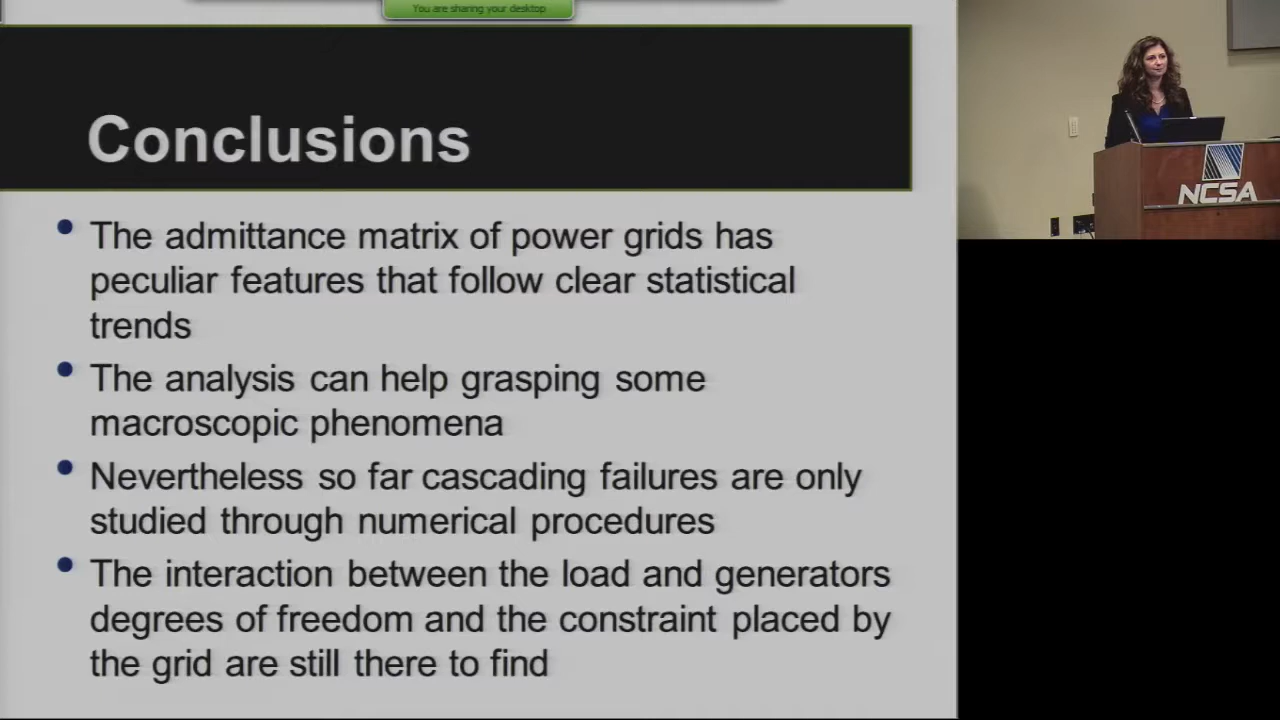 You are sharing your desktop
Conclusions
The admittance matrix of power grids has
peculiar features that follow clear statistical
trends
The analysis can help grasping some
macroscopic phenomena
Nevertheless so far cascading failures are only
studied through numerical procedures
The interaction between the load and generators
degrees of freedom and the constraint placed by
the grid are still there to find
NCSA